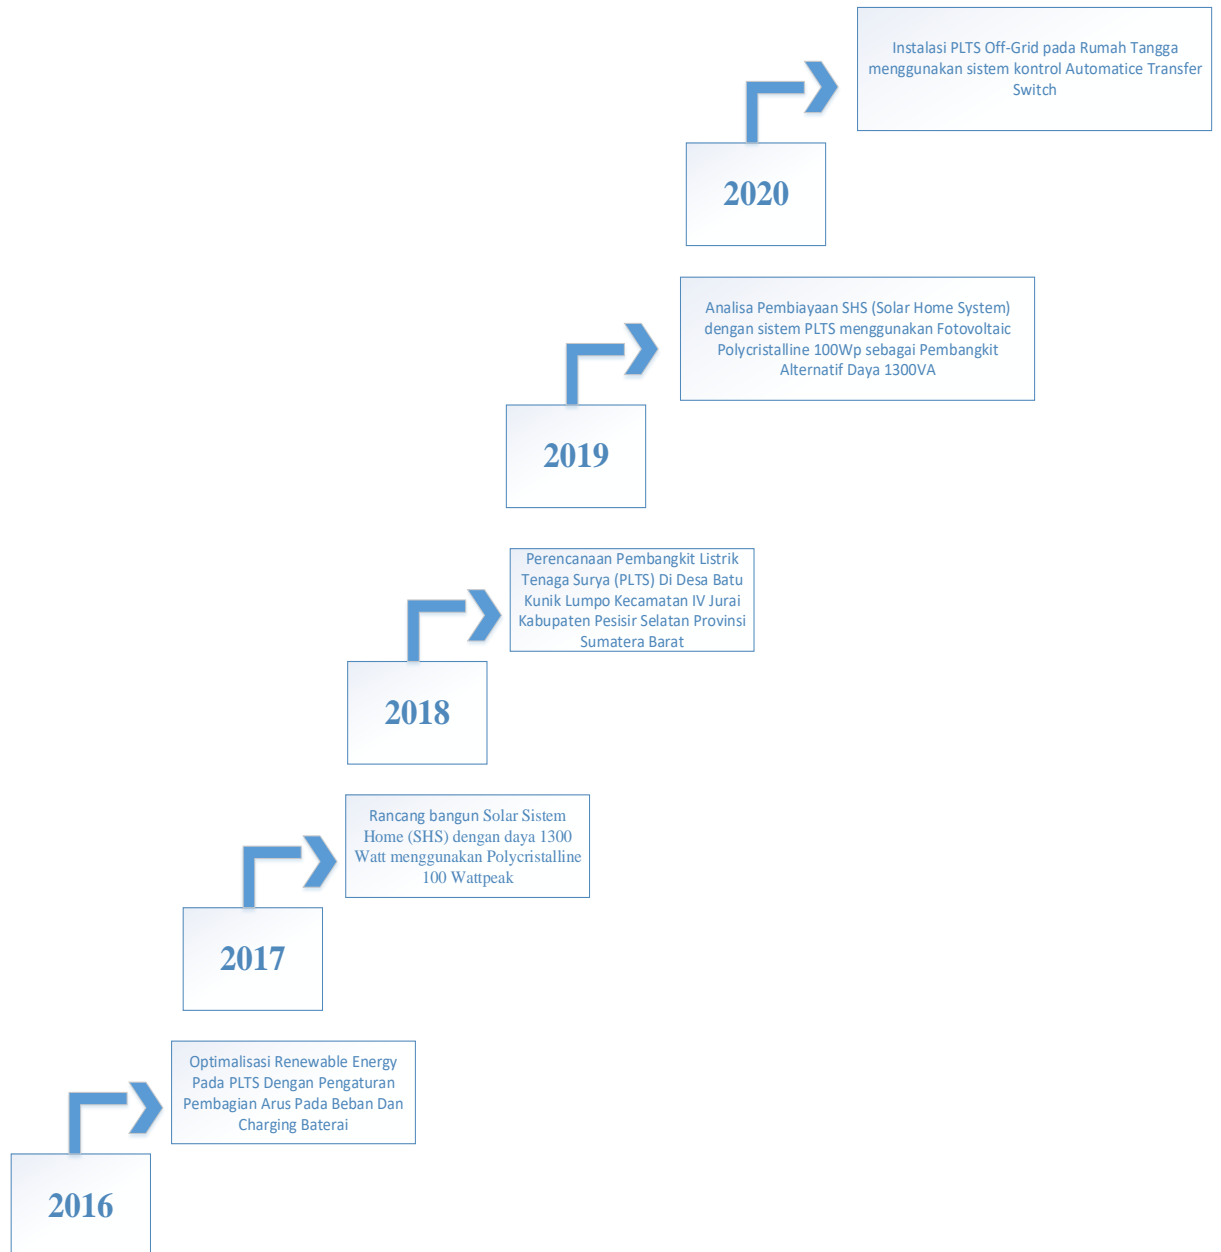 Instalasi PLTS Off-Grid pada Rumah Tangga
menggunakan sistem kontrol Automatice Transfer
Switch
2020
Analisa Pembiayaan SHS (Solar Home System)
dengan sistem PLTS menggunakan Fotovoltaic
Polycristalline 100Wp sebagai Pembangkit
Alternatif Daya 1300VA
2019
Perencanaan Pembangkit Listrik
Tenaga Surya (PLTS) Di Desa Batu
Kunik Lumpo Kecamatan IV Jurai
Kabupaten Pesisir Selatan Provinsi
Sumatera Barat
2018
Rancang bangun Solar Sistem
Home (SHS) dengan daya 1300
Watt menggunakan Polycristalline
100 Wattpeak
2017
Optimalisasi Renewable Energy
Pada PLTS Dengan Pengaturan
Pembagian Arus Pada Beban Dan
Charging Baterai
2016